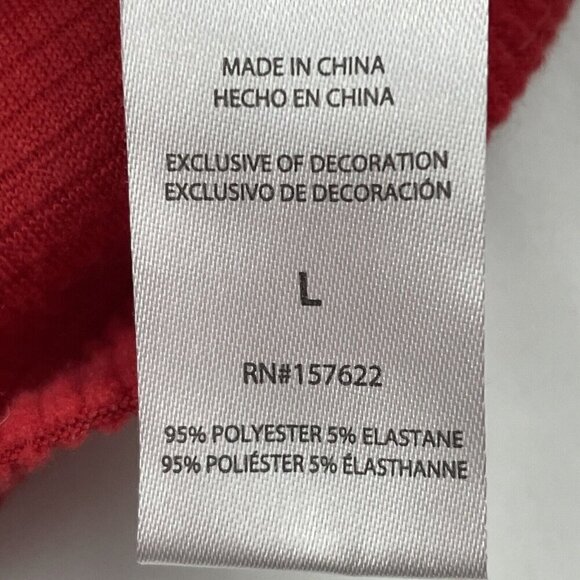 MADE IN CHINA
HECHO EN CHINA
EXCLUSIVE OF DECORATION
EXCLUSIVO DE DECORACIÓN
L
RN#157622
95% POLYESTER 5% ELASTANE
95% POLIÉSTER 5% ÉLASTHANNE